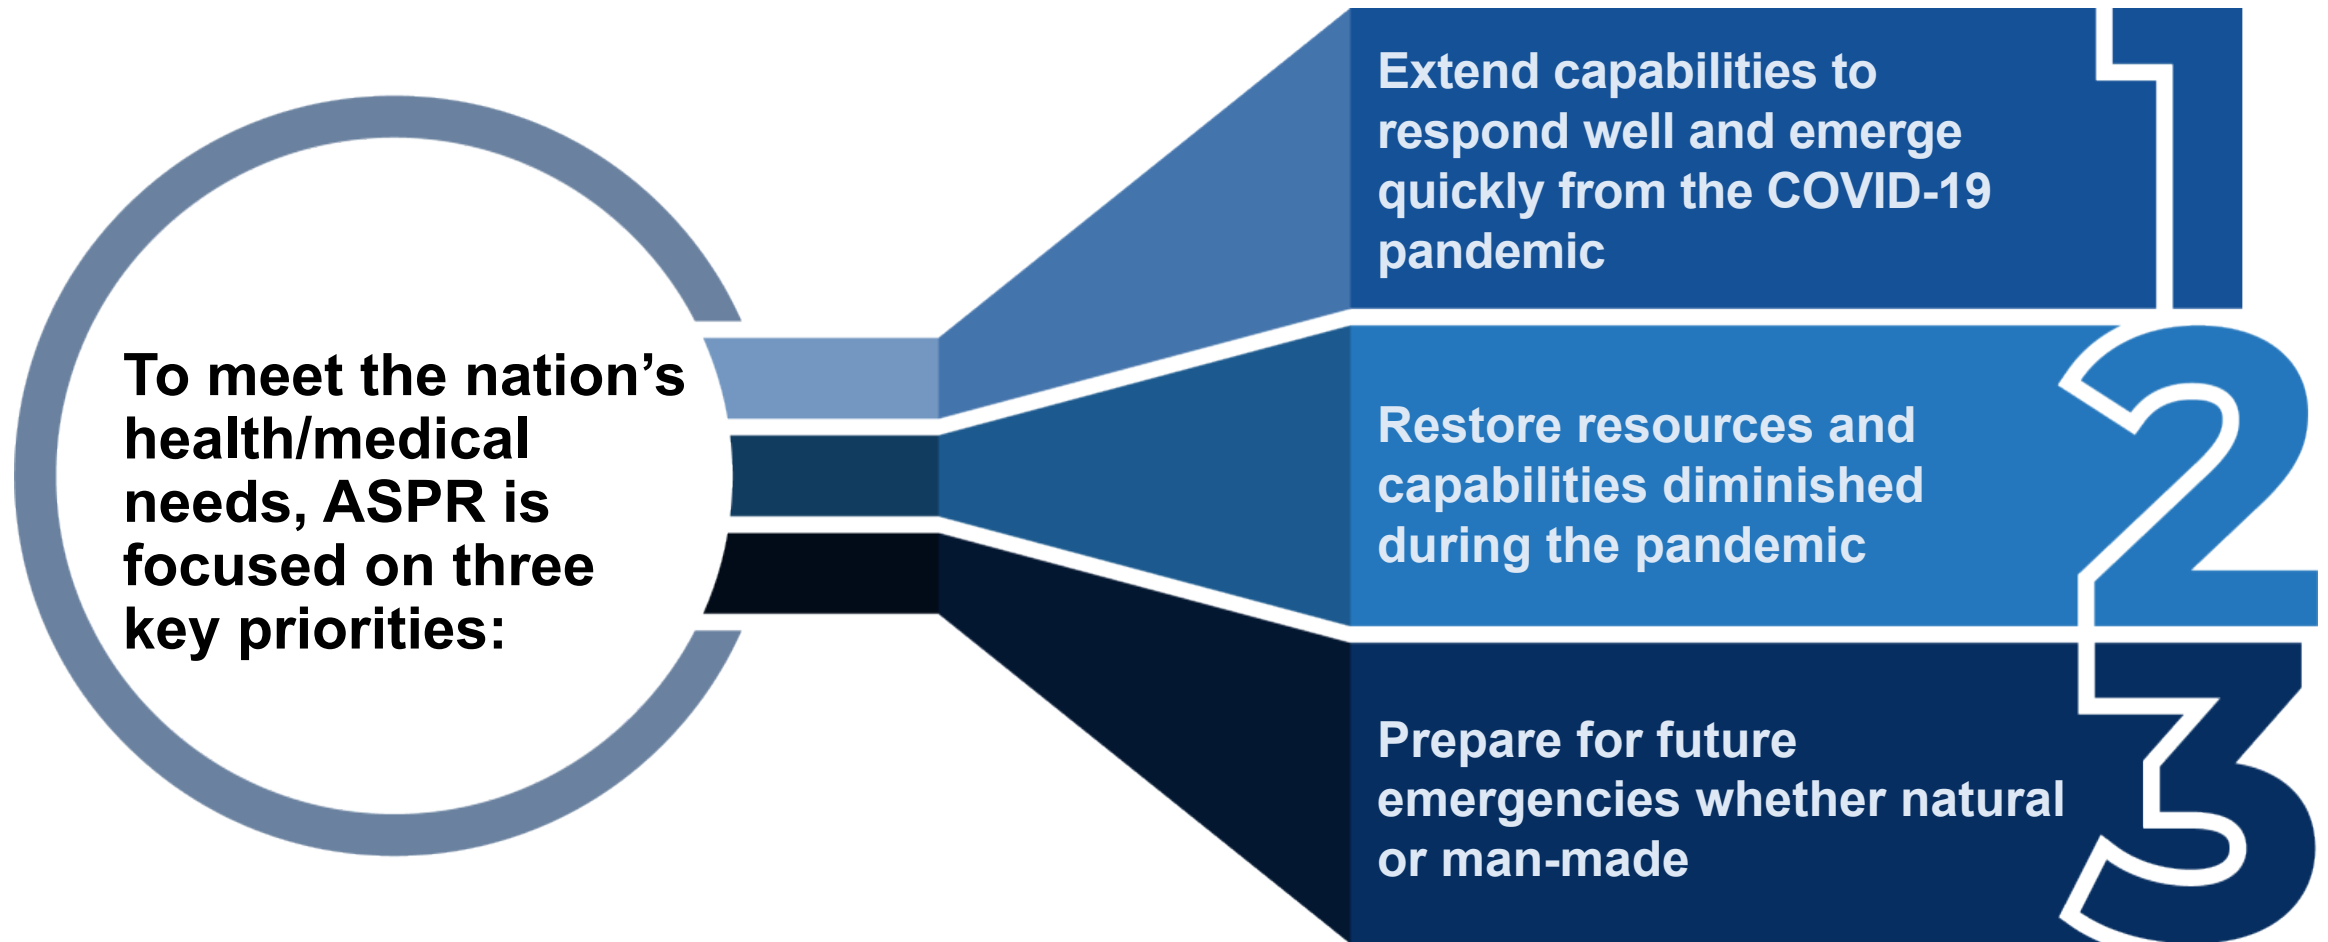 To meet the nation’s
health/medical
needs, ASPR is
focused on three
key priorities:
Extend capabilities to
respond well and emerge
quickly from the COVID-19
pandemic
1
Restore resources and
capabilities diminished
during the pandemic
2
Prepare for future
emergencies whether natural
or man-made
3